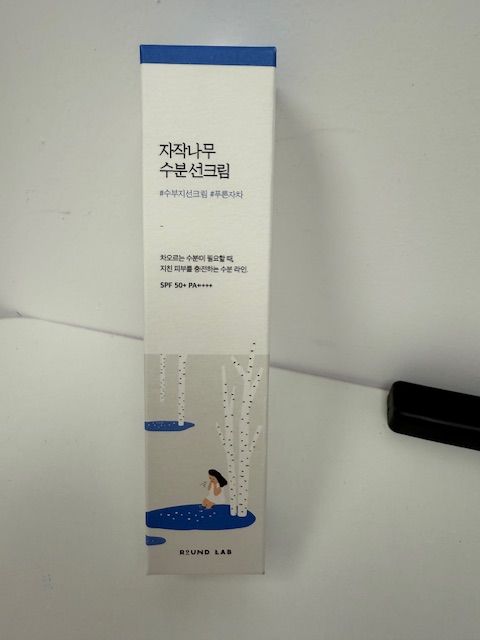 자작나무
수분 선크림
#수부지선크림 #푸른자차
-
차오르는 수분이 필요할 때,
지친 피부를 충전하는 수분 라인.
SPF 50+ PA++++
ROUND LAB